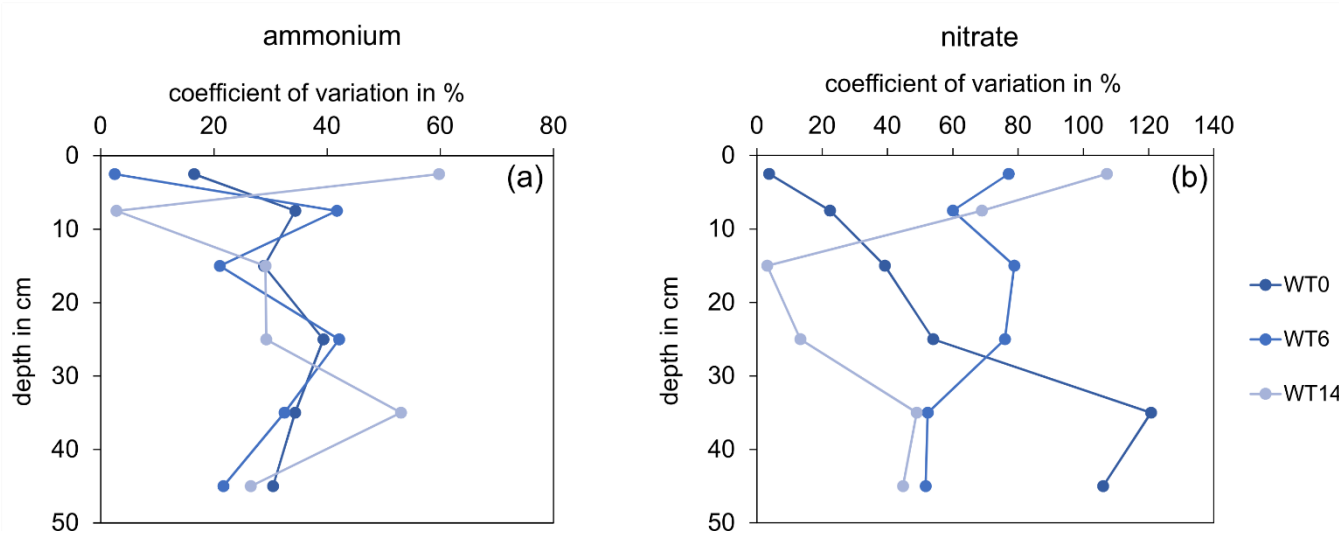 ammonium
coefficient of variation in %
0 20 40 60 80
0
10
20
30
40
50
depth in cm
(a)
nitrate
coefficient of variation in %
0 20 40 60 80 100 120 140
0
10
20
30
40
50
depth in cm
(b)
WT0
WT6
WT14